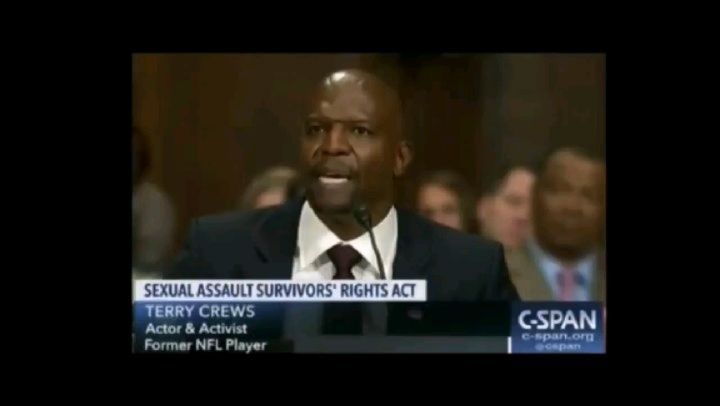 SEXUAL ASSAULT SURVIVORS' RIGHTS ACT
TERRY CREWS
Actor & Activist
Former NFL Player
C-SPAN
c-span.org
@cspan